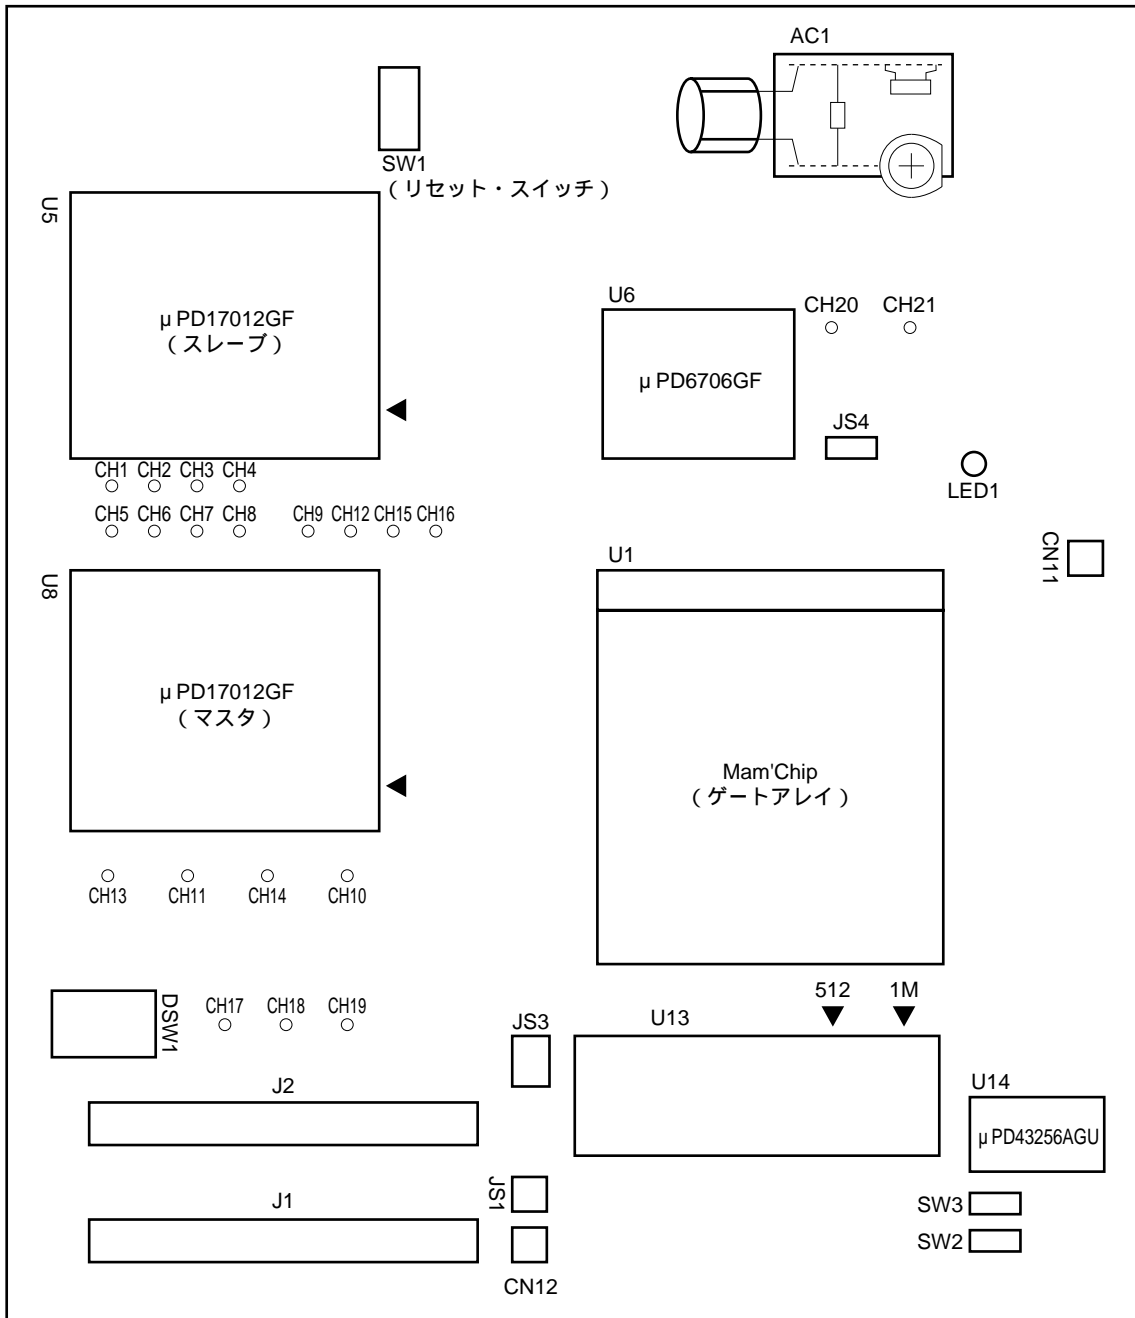 AC1
SW1
(リセット・スイッチ)
U5
μPD17012GF
(スレーブ)
U6
μPD6706GF
CH20 CH21
JS4
LED1
CH1 CH2 CH3 CH4
CH5 CH6 CH7 CH8 CH9 CH12 CH15 CH16
CN11
U8
μPD17012GF
(マスタ)
U1
Mam'Chip
(ゲートアレイ)
CH13 CH11 CH14 CH10
DSW1
CH17 CH18 CH19
JS3
U13
512 1M
J2
U14
μPD43256AGU
JS1
J1
SW3
SW2
CN12